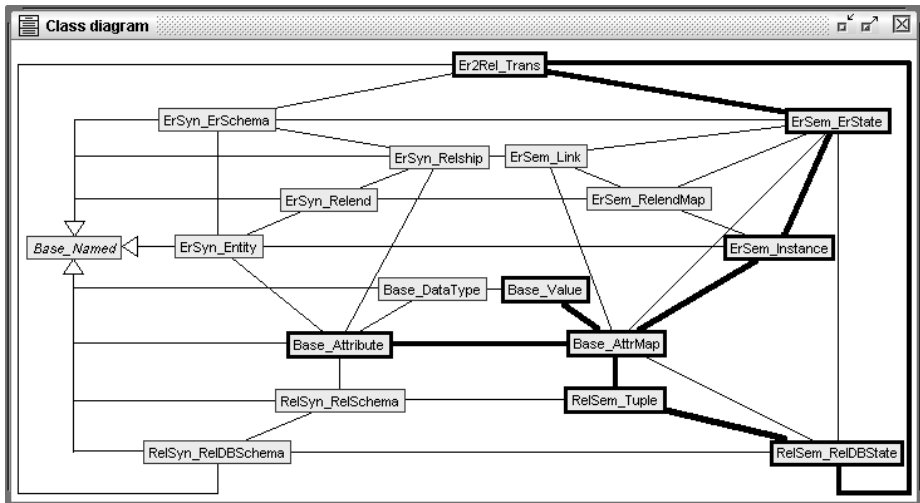 Class diagram
Er2Rel_Trans
ErSyn_ErSchema
ErSem_ErState
ErSyn_Relship
ErSem_Link
ErSyn_Relend
ErSem_RelendMap
Base_Named
ErSyn_Entity
ErSem_Instance
Base_DataType
Base_Value
Base_Attribute
Base_AttrMap
RelSyn_RelSchema
RelSem_Tuple
RelSyn_RelDBSchema
RelSem_RelDBState